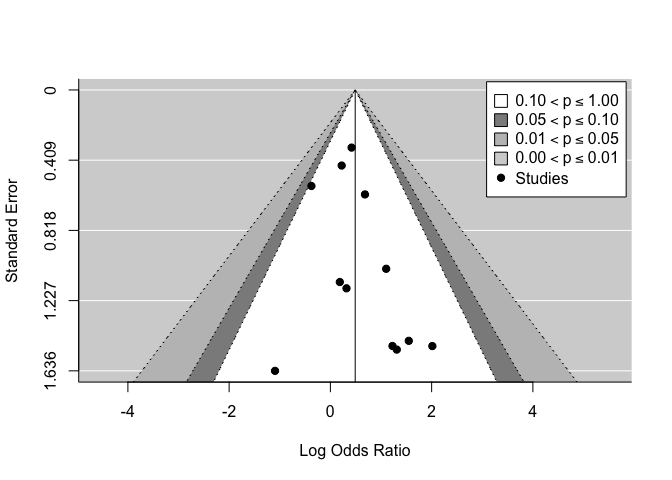 0.10 < p ≤ 1.00
0.05 < p ≤ 0.10
0.01 < p ≤ 0.05
0.00 < p ≤ 0.01
Studies
Standard Error
0
0.409
0.818
1.227
1.636
-4
-2
0
2
4
Log Odds Ratio